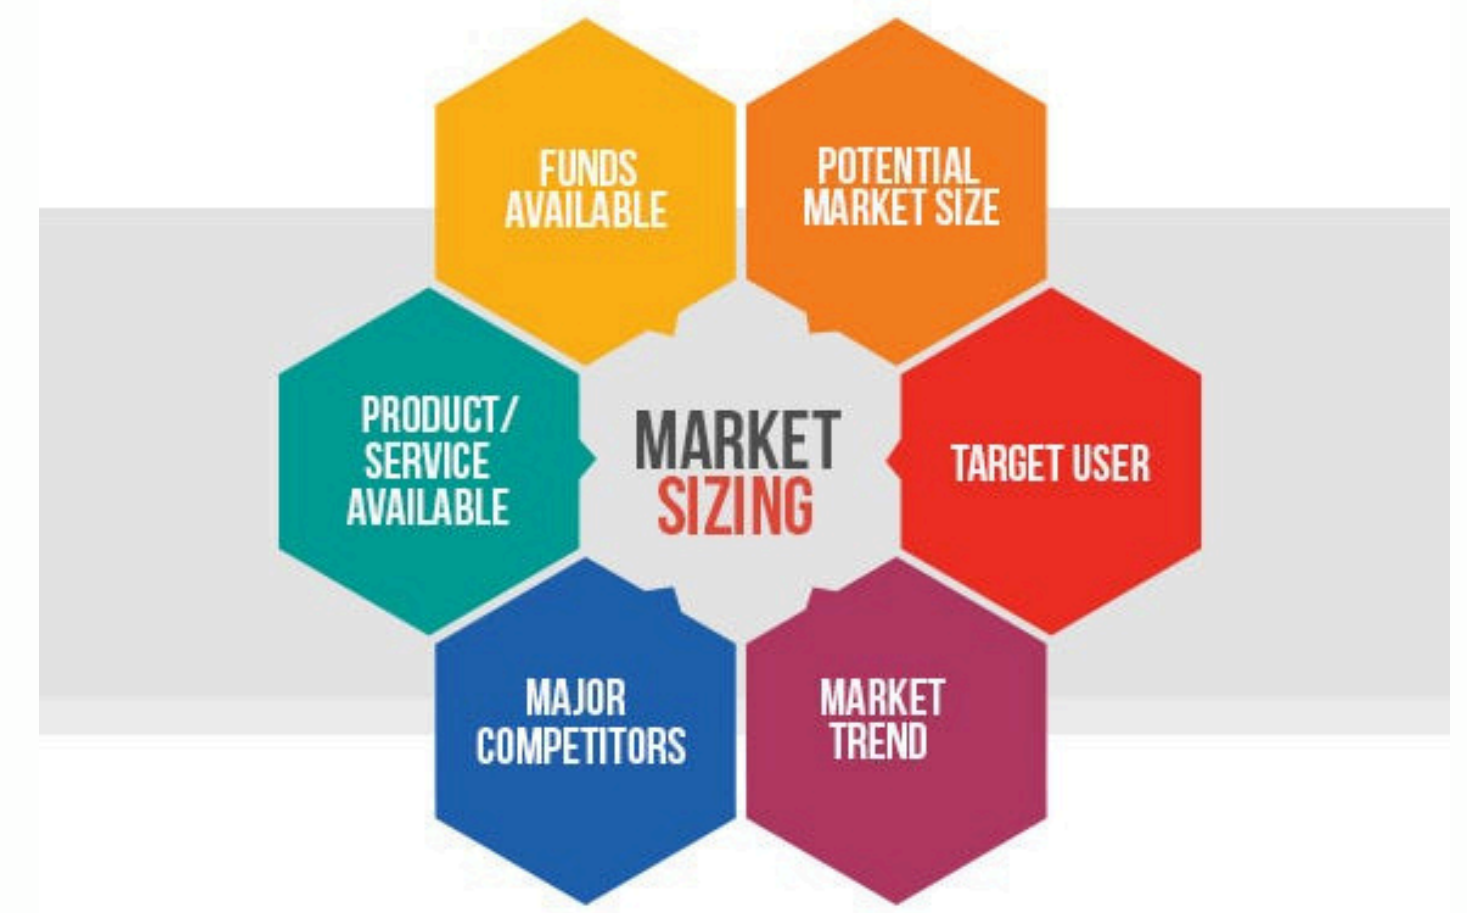 FUNDS
AVAILABLE
POTENTIAL
MARKET SIZE
PRODUCT/
SERVICE
AVAILABLE
MARKET
SIZING
TARGET USER
MAJOR
COMPETITORS
MARKET
TREND